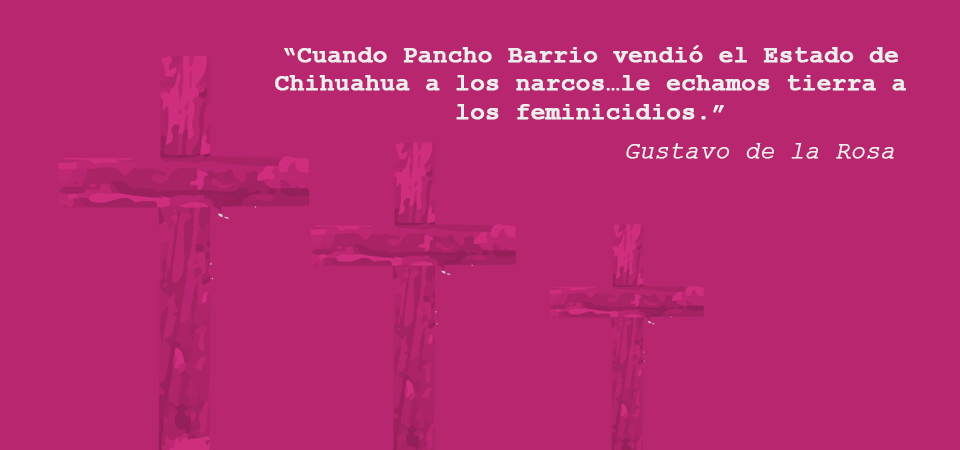 “Cuando Pancho Barrio vendió el Estado de
Chihuahua a los narcos…le echamos tierra a
los feminicidios.”
Gustavo de la Rosa